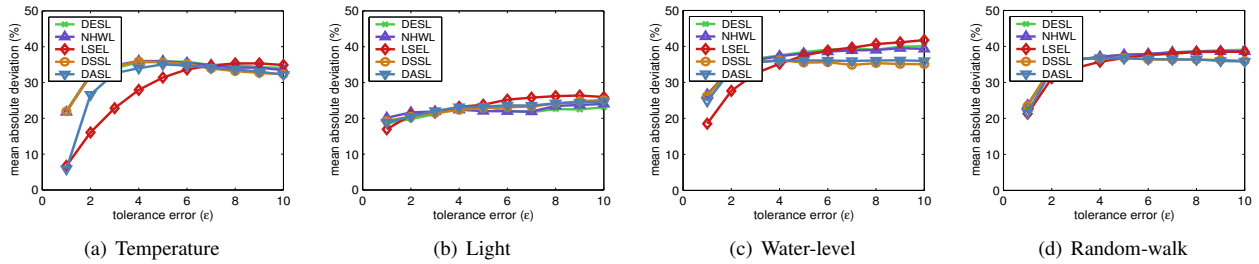 mean absolute deviation (%)
50
40
30
20
10
0
DESL
NHWL
LSEL
DSSL
DASL
0 2 4 6 8 10
tolerance error (ε)
(a) Temperature
mean absolute deviation (%)
50
40
30
20
10
0
DESL
NHWL
LSEL
DSSL
DASL
0 2 4 6 8 10
tolerance error (ε)
(b) Light
mean absolute deviation (%)
50
40
30
20
10
0
DESL
NHWL
LSEL
DSSL
DASL
0 2 4 6 8 10
tolerance error (ε)
(c) Water-level
mean absolute deviation (%)
50
40
30
20
10
0
DESL
NHWL
LSEL
DSSL
DASL
0 2 4 6 8 10
tolerance error (ε)
(d) Random-walk